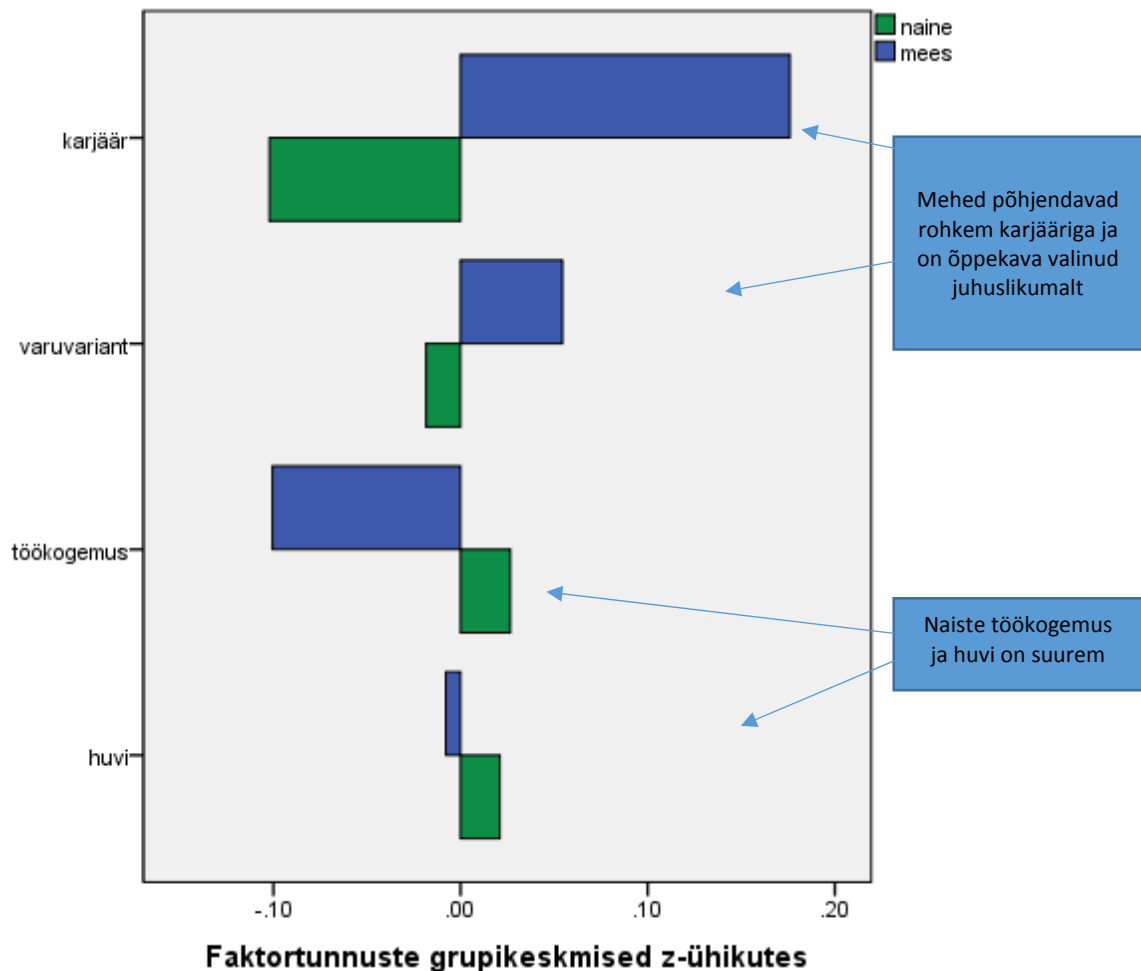 naine
mees
karjäär
varuvariant
töökogemus
huvi
Mehed põhjendavad
rohkem karjääriga ja
on õppekava valinud
juhuslikumalt
Naiste töökogemus
ja huvi on suurem
-.10
.00
.10
.20
Faktortunnuste grupikeskmised z-ühikutes